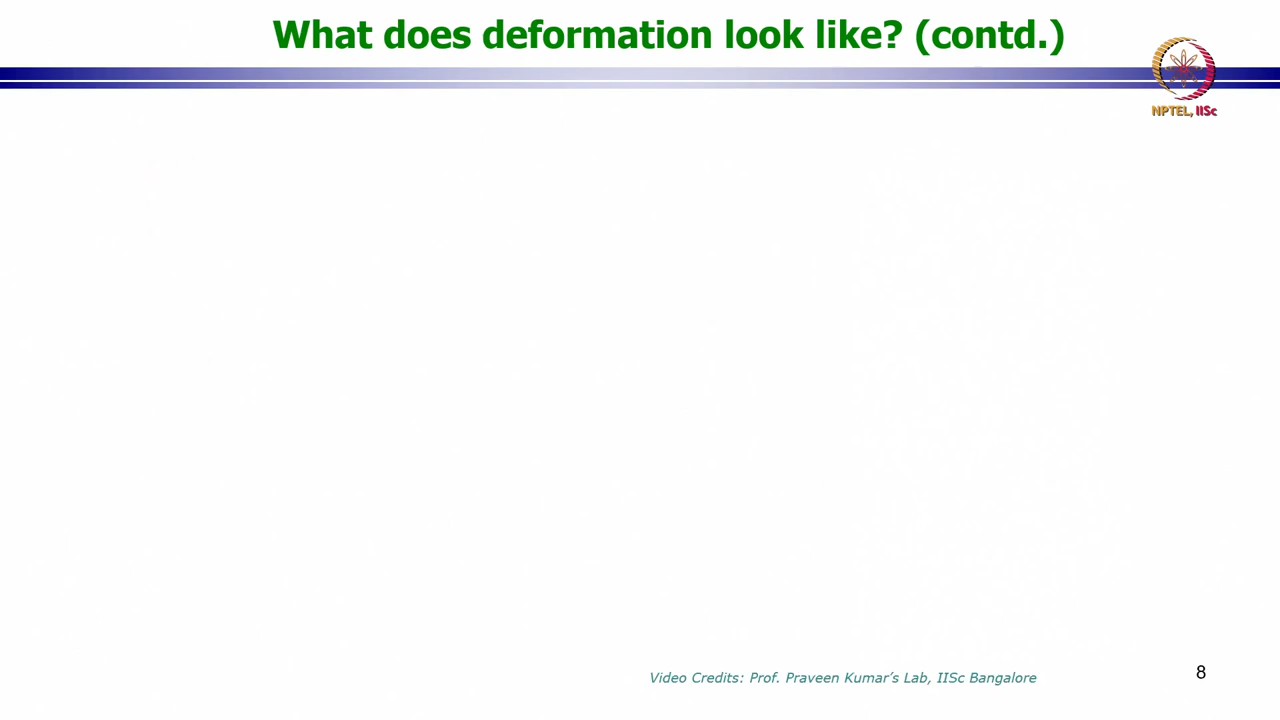 What does deformation look like? (contd.)
NPTEL, IISc
Video Credits: Prof. Praveen Kumar’s Lab, IISc Bangalore
8